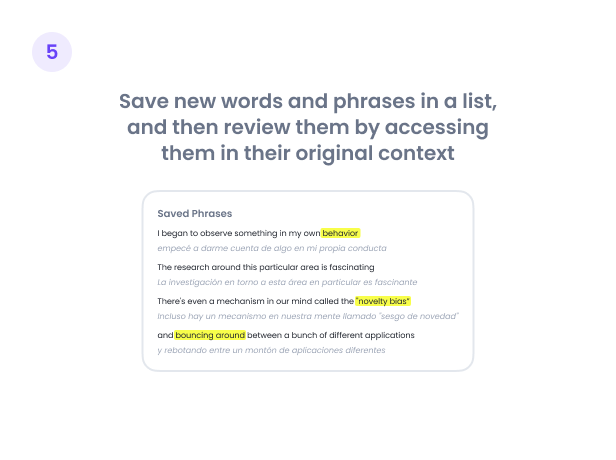 5
Save new words and phrases in a list,
and then review them by accessing
them in their original context
Saved Phrases
I began to observe something in my own behavior
empecé a darme cuenta de algo en mi propia conducta
The research around this particular area is fascinating
La investigación en torno a esta área en particular es fascinante
There's even a mechanism in our mind called the "novelty bias"
Incluso hay un mecanismo en nuestra mente llamado "sesgo de novedad"
and bouncing around between a bunch of different applications
y rebotando entre un montón de aplicaciones diferentes